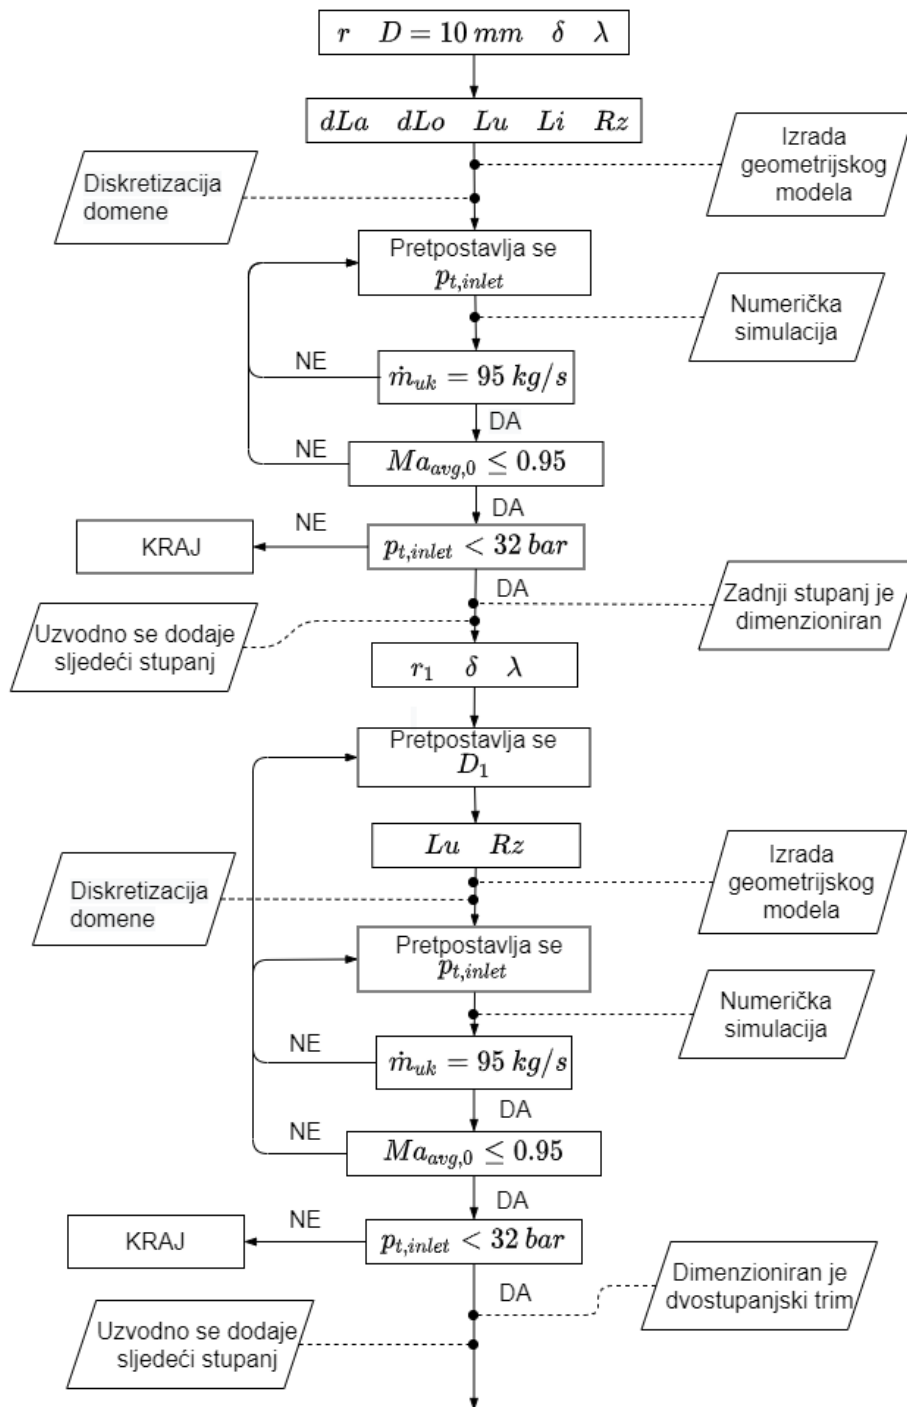 r D = 10 mm δ λ
dLa dLo Lu Li Rz
Izrada
geometrijskog
modela
Diskretizacija
domene
Pretpostavlja se
p_{t,inlet}
Numerička
simulacija
NE
ṁ_{uk} = 95 kg/s
DA
NE
Ma_{avg,0} ≤ 0.95
DA
NE
KRAJ
p_{t,inlet} < 32 bar
DA
Zadnji stupanj je
dimenzioniran
Uzvodno se dodaje
sljedeći stupanj
r_1 δ λ
Pretpostavlja se
D_1
Lu Rz
Izrada
geometrijskog
modela
Diskretizacija
domene
Pretpostavlja se
p_{t,inlet}
Numerička
simulacija
NE
ṁ_{uk} = 95 kg/s
DA
NE
Ma_{avg,0} ≤ 0.95
DA
NE
KRAJ
p_{t,inlet} < 32 bar
DA
Dimenzioniran je
dvostupanjski trim
Uzvodno se dodaje
sljedeći stupanj